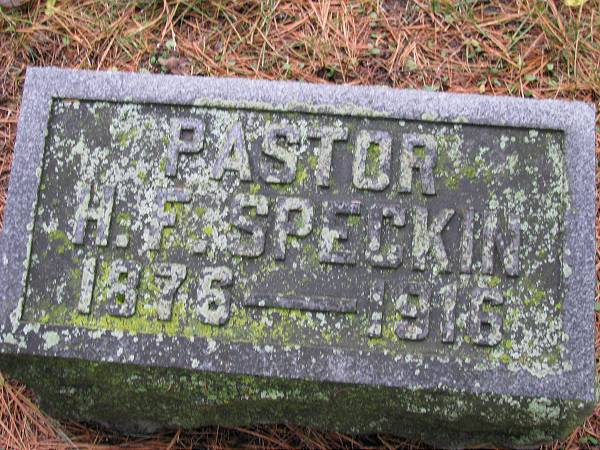 PASTOR
H. F. SPECKIN
1876 — 1916